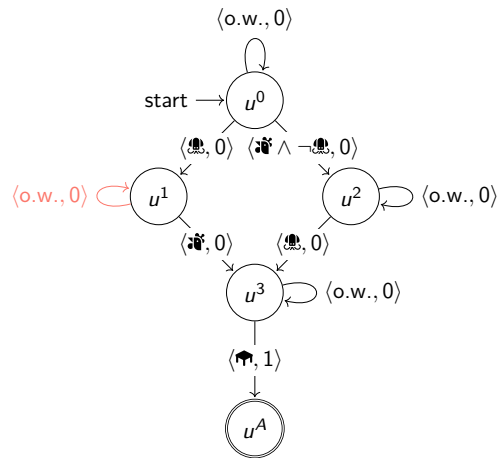 ⟨o.w., 0⟩
start u⁰
⟨🐙, 0⟩ ⟨ ∧ ¬🐙, 0⟩
⟨o.w., 0⟩ u¹ u² ⟨o.w., 0⟩
⟨ , 0⟩ ⟨🐙, 0⟩
u³ ⟨o.w., 0⟩
⟨ , 1⟩
uᴬ